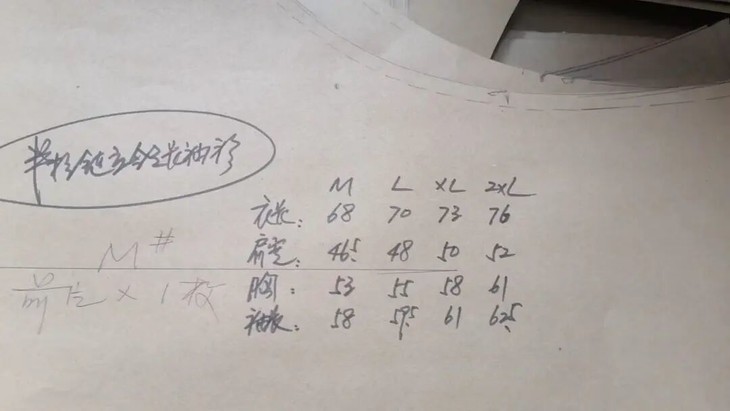 半拉链立领长袖衫
M L XL 2XL
衣长: 68 70 73 76
肩宽: 46.5 48 50 52
M#
前片 × 1枚
胸: 53 55 58 61
袖长: 58 59.5 61 62.5